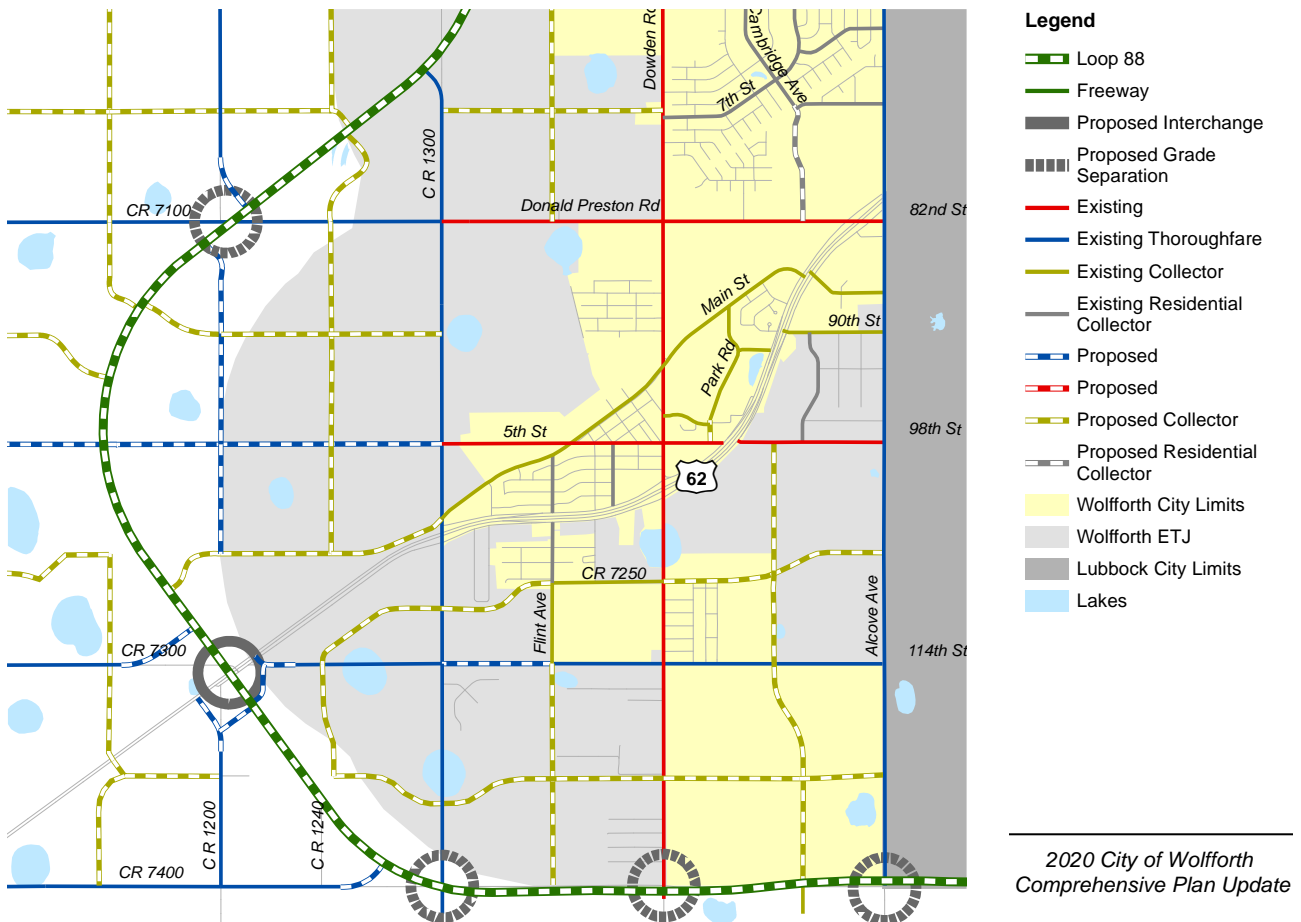 Dowden Rd
Cambridge Ave
7th St
C R 1300
CR 7100
Donald Preston Rd
82nd St
Main St
90th St
Park Rd
5th St
98th St
62
CR 7250
Flint Ave
Alcove Ave
CR 7300
114th St
C R 1200
C R 1240
CR 7400
Legend
Loop 88
Freeway
Proposed Interchange
Proposed Grade
Separation
Existing
Existing Thoroughfare
Existing Collector
Existing Residential
Collector
Proposed
Proposed
Proposed Collector
Proposed Residential
Collector
Wolfforth City Limits
Wolfforth ETJ
Lubbock City Limits
Lakes
2020 City of Wolfforth
Comprehensive Plan Update